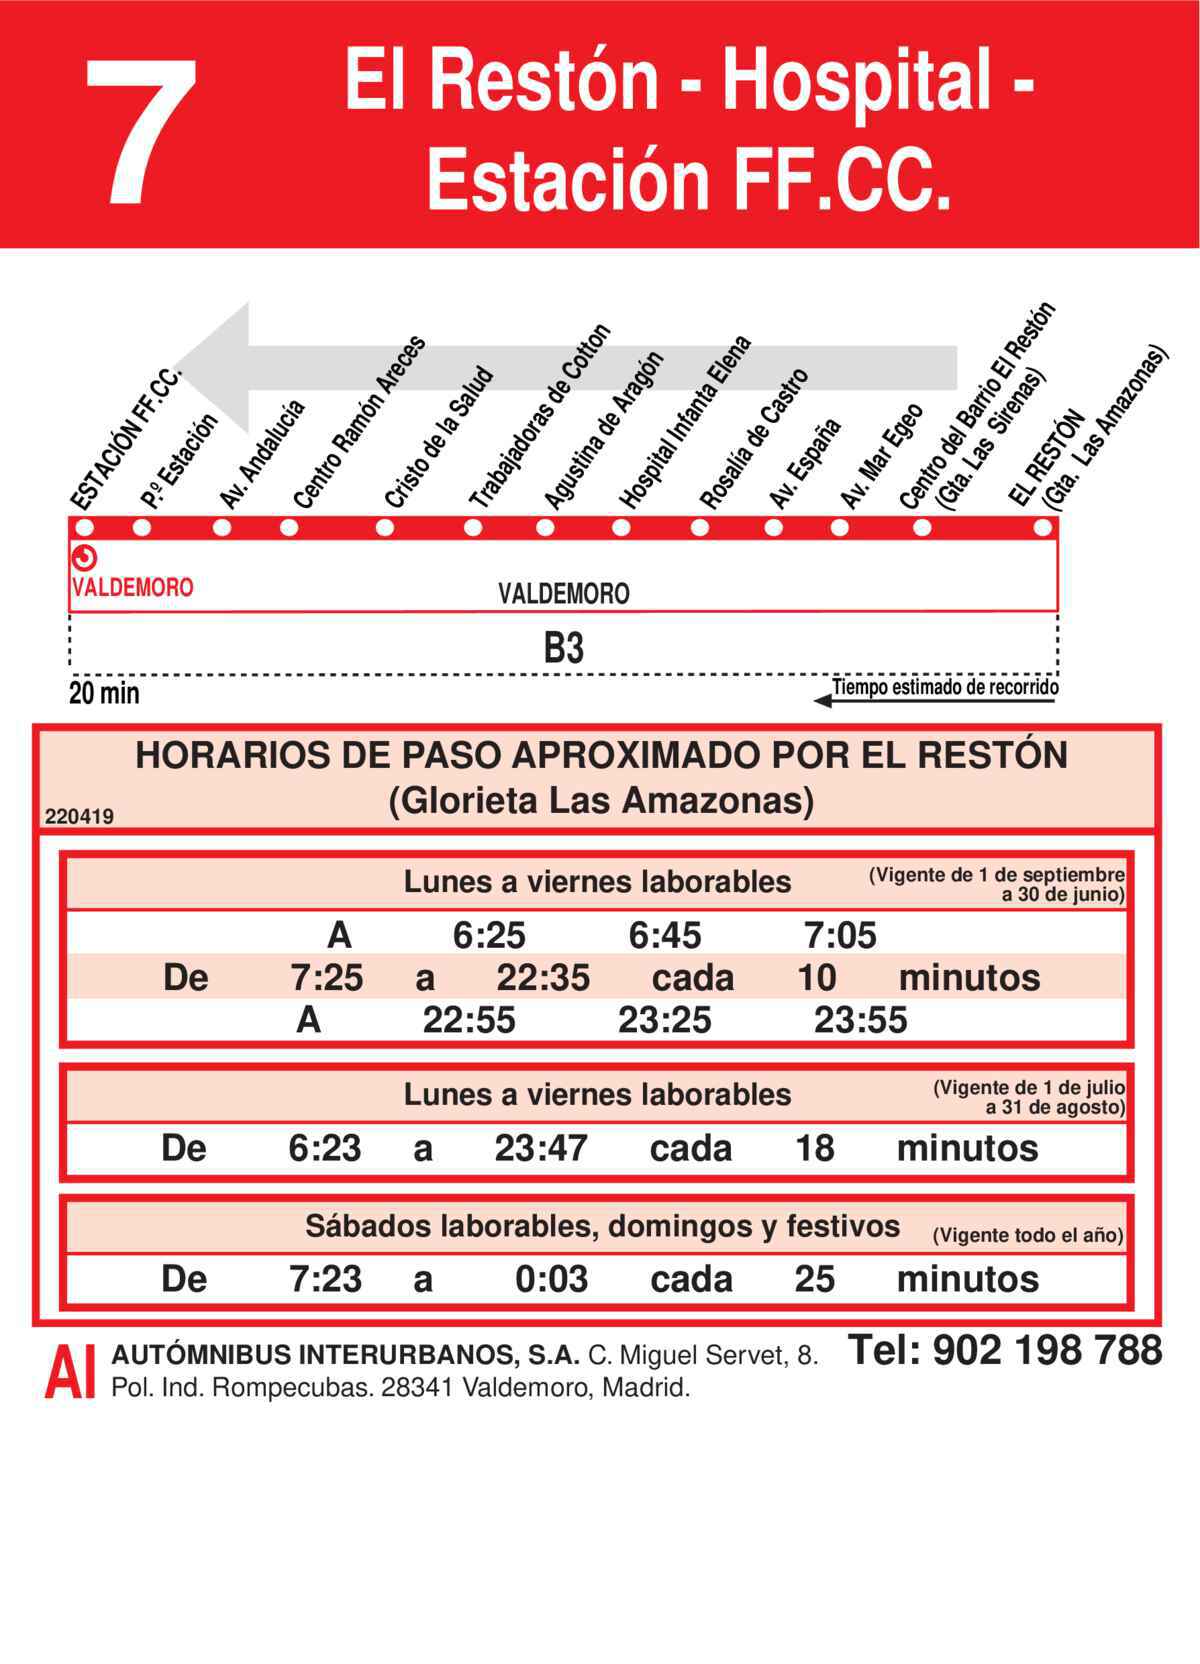 7
El Restón - Hospital -
Estación FF.CC.
ESTACIÓN FF.CC.
P.º Estación
Av. Andalucía
Centro Ramón Areces
Cristo de la Salud
Trabajadoras de Cotton
Agustina de Aragón
Hospital Infanta Elena
Rosalía de Castro
Av. España
Av. Mar Egeo
Centro del Barrio El Restón
(Gta. Las Sirenas)
EL RESTÓN
(Gta. Las Amazonas)
VALDEMORO
VALDEMORO
B3
20 min
Tiempo estimado de recorrido
HORARIOS DE PASO APROXIMADO POR EL RESTÓN
(Glorieta Las Amazonas)
220419
Lunes a viernes laborables
(Vigente de 1 de septiembre
a 30 de junio)
A 6:25 6:45 7:05
De 7:25 a 22:35 cada 10 minutos
A 22:55 23:25 23:55
Lunes a viernes laborables
(Vigente de 1 de julio
a 31 de agosto)
De 6:23 a 23:47 cada 18 minutos
Sábados laborables, domingos y festivos (Vigente todo el año)
De 7:23 a 0:03 cada 25 minutos
AI
AUTÓMNIBUS INTERURBANOS, S.A. C. Miguel Servet, 8.
Pol. Ind. Rompecubas. 28341 Valdemoro, Madrid.
Tel: 902 198 788